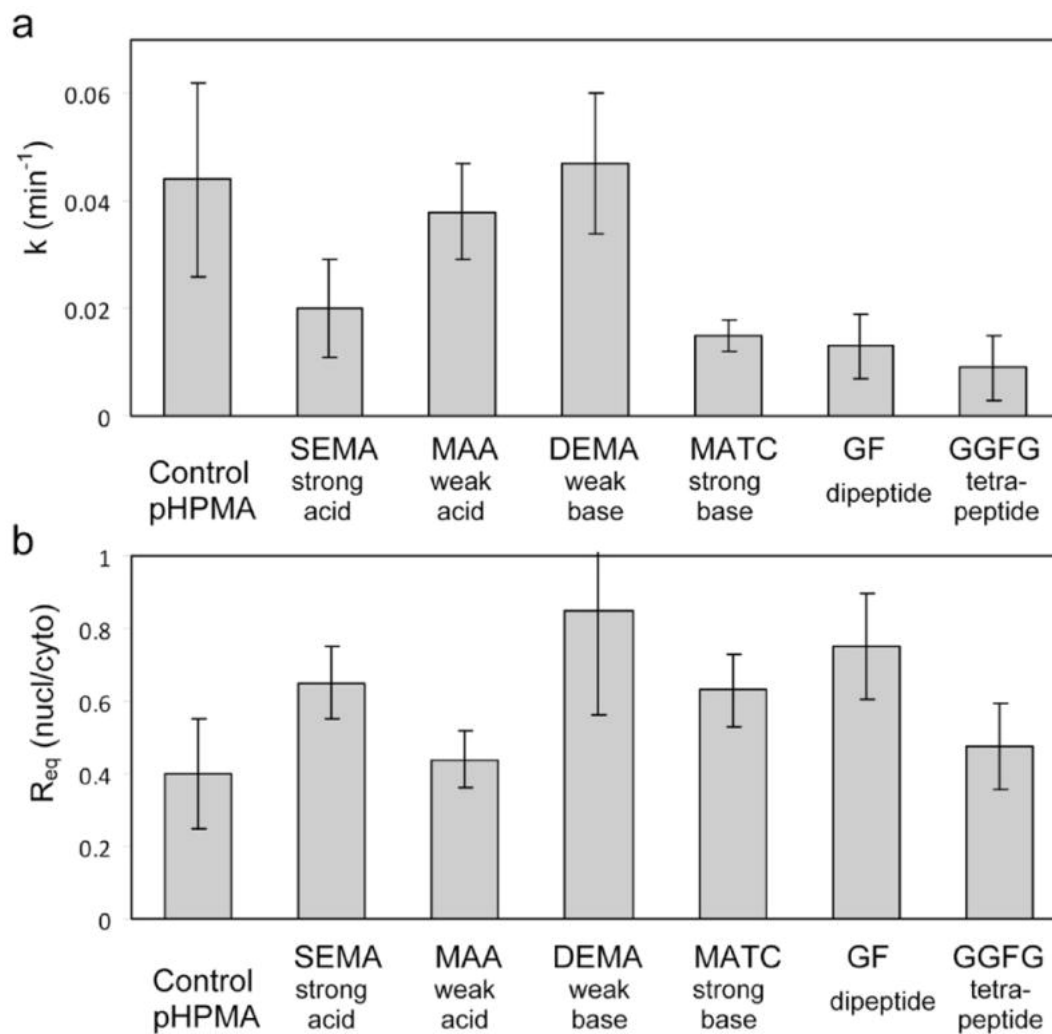 a
k (min⁻¹)
0.06
0.04
0.02
0
Control
pHPMA
SEMA
strong
acid
MAA
weak
acid
DEMA
weak
base
MATC
strong
base
GF
dipeptide
GGFG
tetra-
peptide
b
R_eq (nucl/cyto)
1
0.8
0.6
0.4
0.2
0
Control
pHPMA
SEMA
strong
acid
MAA
weak
acid
DEMA
weak
base
MATC
strong
base
GF
dipeptide
GGFG
tetra-
peptide